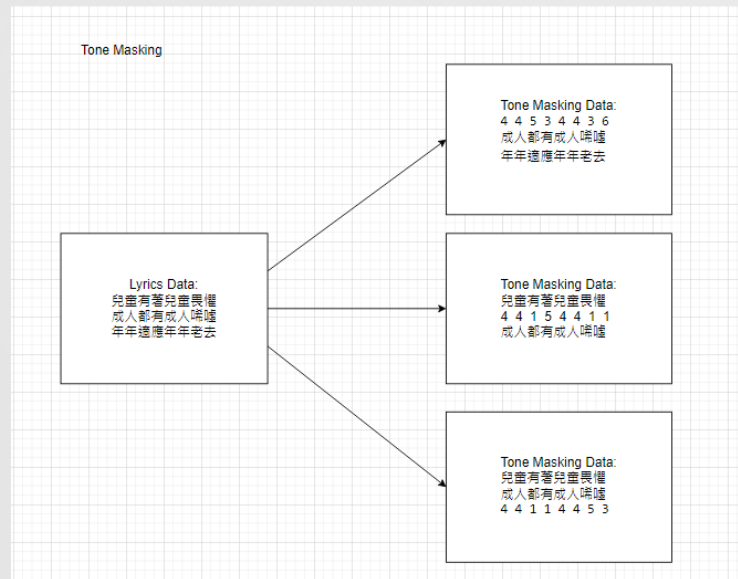 Tone Masking
Tone Masking Data:
4 4 5 3 4 4 3 6
成人都有成人唏噓
年年適應年年老去
Lyrics Data:
兒童有著兒童畏懼
成人都有成人唏噓
年年適應年年老去
Tone Masking Data:
兒童有著兒童畏懼
4 4 1 5 4 4 1 1
成人都有成人唏噓
Tone Masking Data:
兒童有著兒童畏懼
成人都有成人唏噓
4 4 1 1 4 4 5 3